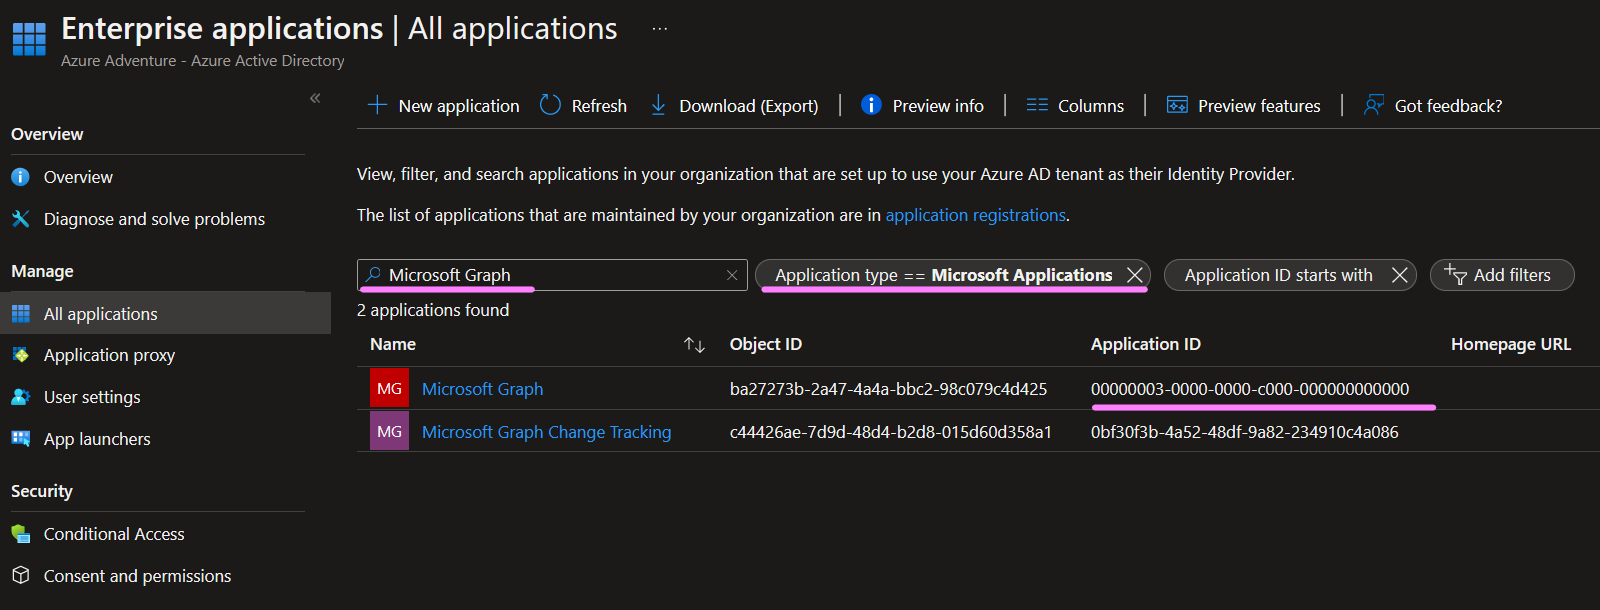 Enterprise applications | All applications ...
Azure Adventure - Azure Active Directory
«
Overview
Overview
Diagnose and solve problems
Manage
All applications
Application proxy
User settings
App launchers
Security
Conditional Access
Consent and permissions
New application Refresh Download (Export) | Preview info | Columns | Preview features | Got feedback?
View, filter, and search applications in your organization that are set up to use your Azure AD tenant as their Identity Provider.
The list of applications that are maintained by your organization are in application registrations.
Microsoft Graph Application type == Microsoft Applications Application ID starts with Add filters
2 applications found
Name Object ID Application ID Homepage URL
MG Microsoft Graph ba27273b-2a47-4a4a-bbc2-98c079c4d425 00000003-0000-0000-c000-000000000000
MG Microsoft Graph Change Tracking c44426ae-7d9d-48d4-b2d8-015d60d358a1 0bf30f3b-4a52-48df-9a82-234910c4a086